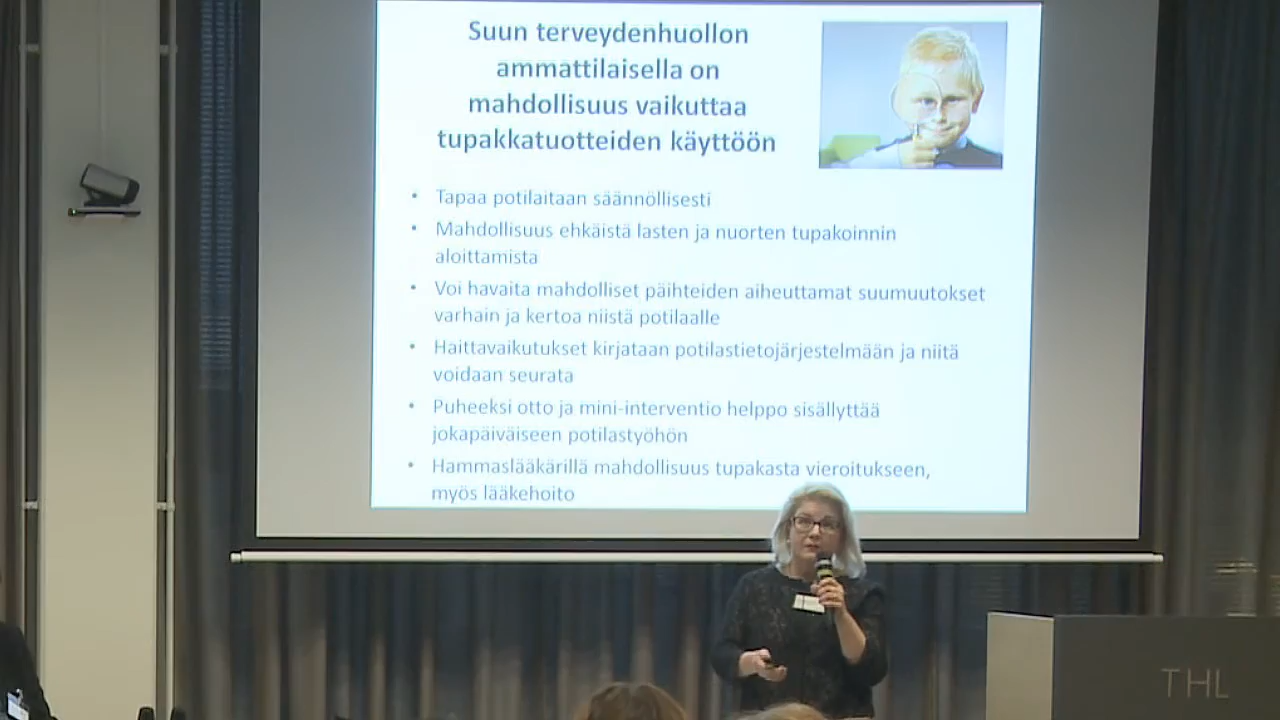 Suun terveydenhuollon
ammattilaisella on
mahdollisuus vaikuttaa
tupakkatuotteiden käyttöön
• Tapaa potilaitaan säännöllisesti
• Mahdollisuus ehkäistä lasten ja nuorten tupakoinnin
aloittamista
• Voi havaita mahdolliset päihteiden aiheuttamat suumuutokset
varhain ja kertoa niistä potilaalle
• Haittavaikutukset kirjataan potilastietojärjestelmään ja niitä
voidaan seurata
• Puheeksi otto ja mini-interventio helppo sisällyttää
jokapäiväiseen potilastyöhön
• Hammaslääkärillä mahdollisuus tupakasta vieroitukseen,
myös lääkehoito
THL